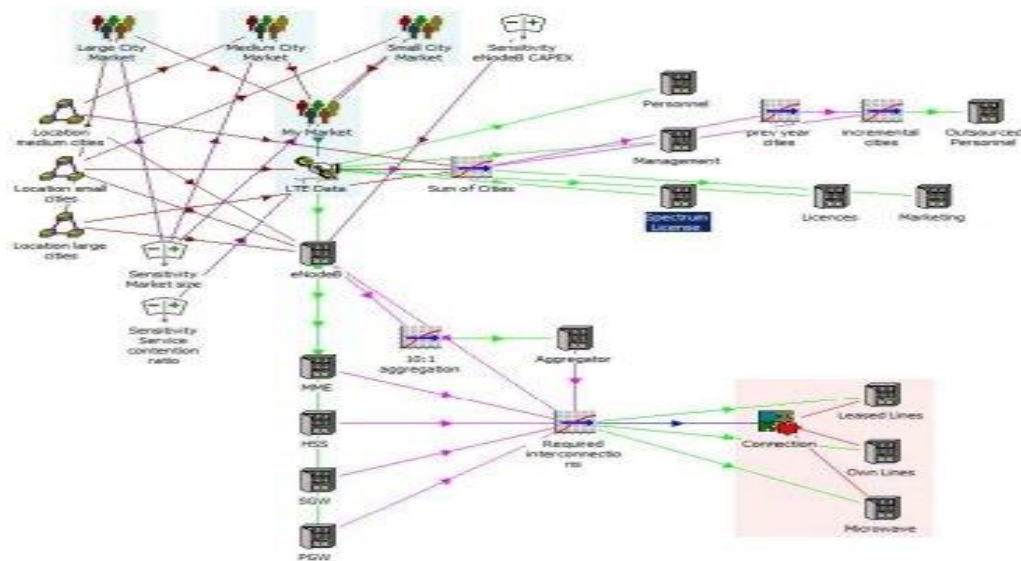 Large City
Market
Medium City
Market
Small City
Market
Sensitivity
eNodeB CAPEX
Location
medium cities
My Market
Personnel
Management
prev year
cities
incremental
cities
Outsourced
Personnel
Location small
cities
LTE Data
Sum of Cities
Spectrum
License
Licences
Marketing
Location large
cities
Sensitivity
Market size
eNodeB
Sensitivity
Service
contention
ratio
10:1
aggregation
Aggregator
MME
HSS
Required
interconnectio
ns
Connection
Leased Lines
Own Lines
SGW
Microwave
PGW